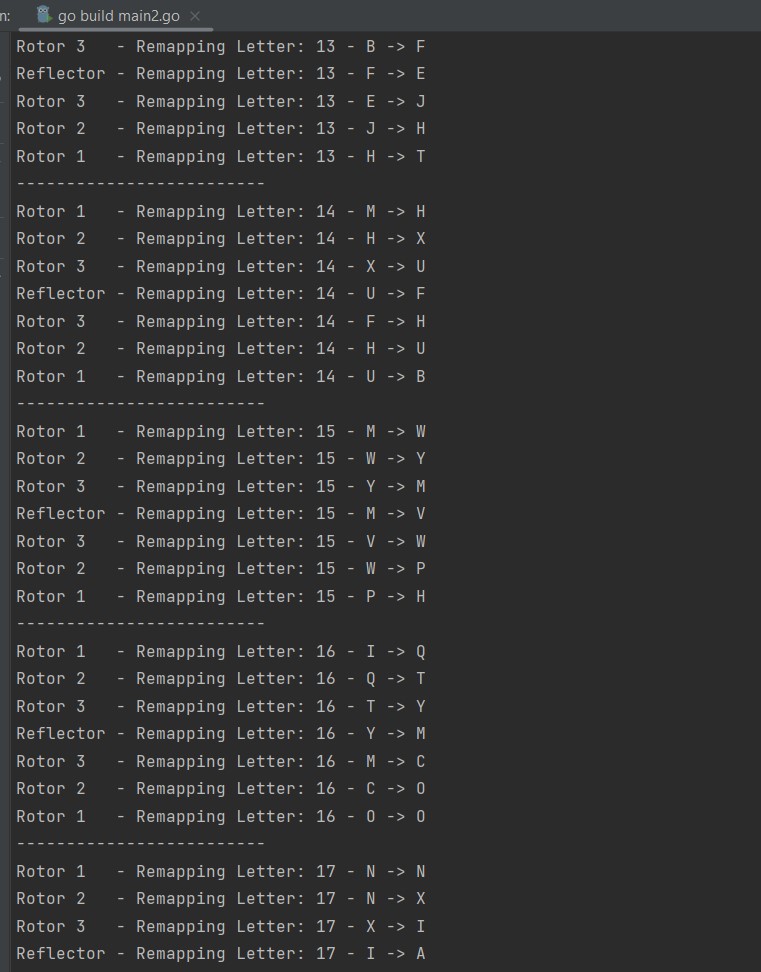 n: go build main2.go ×
Rotor 3   - Remapping Letter: 13 - B -> F
Reflector - Remapping Letter: 13 - F -> E
Rotor 3   - Remapping Letter: 13 - E -> J
Rotor 2   - Remapping Letter: 13 - J -> H
Rotor 1   - Remapping Letter: 13 - H -> T
-------------------------
Rotor 1   - Remapping Letter: 14 - M -> H
Rotor 2   - Remapping Letter: 14 - H -> X
Rotor 3   - Remapping Letter: 14 - X -> U
Reflector - Remapping Letter: 14 - U -> F
Rotor 3   - Remapping Letter: 14 - F -> H
Rotor 2   - Remapping Letter: 14 - H -> U
Rotor 1   - Remapping Letter: 14 - U -> B
-------------------------
Rotor 1   - Remapping Letter: 15 - M -> W
Rotor 2   - Remapping Letter: 15 - W -> Y
Rotor 3   - Remapping Letter: 15 - Y -> M
Reflector - Remapping Letter: 15 - M -> V
Rotor 3   - Remapping Letter: 15 - V -> W
Rotor 2   - Remapping Letter: 15 - W -> P
Rotor 1   - Remapping Letter: 15 - P -> H
-------------------------
Rotor 1   - Remapping Letter: 16 - I -> Q
Rotor 2   - Remapping Letter: 16 - Q -> T
Rotor 3   - Remapping Letter: 16 - T -> Y
Reflector - Remapping Letter: 16 - Y -> M
Rotor 3   - Remapping Letter: 16 - M -> C
Rotor 2   - Remapping Letter: 16 - C -> O
Rotor 1   - Remapping Letter: 16 - O -> O
-------------------------
Rotor 1   - Remapping Letter: 17 - N -> N
Rotor 2   - Remapping Letter: 17 - N -> X
Rotor 3   - Remapping Letter: 17 - X -> I
Reflector - Remapping Letter: 17 - I -> A